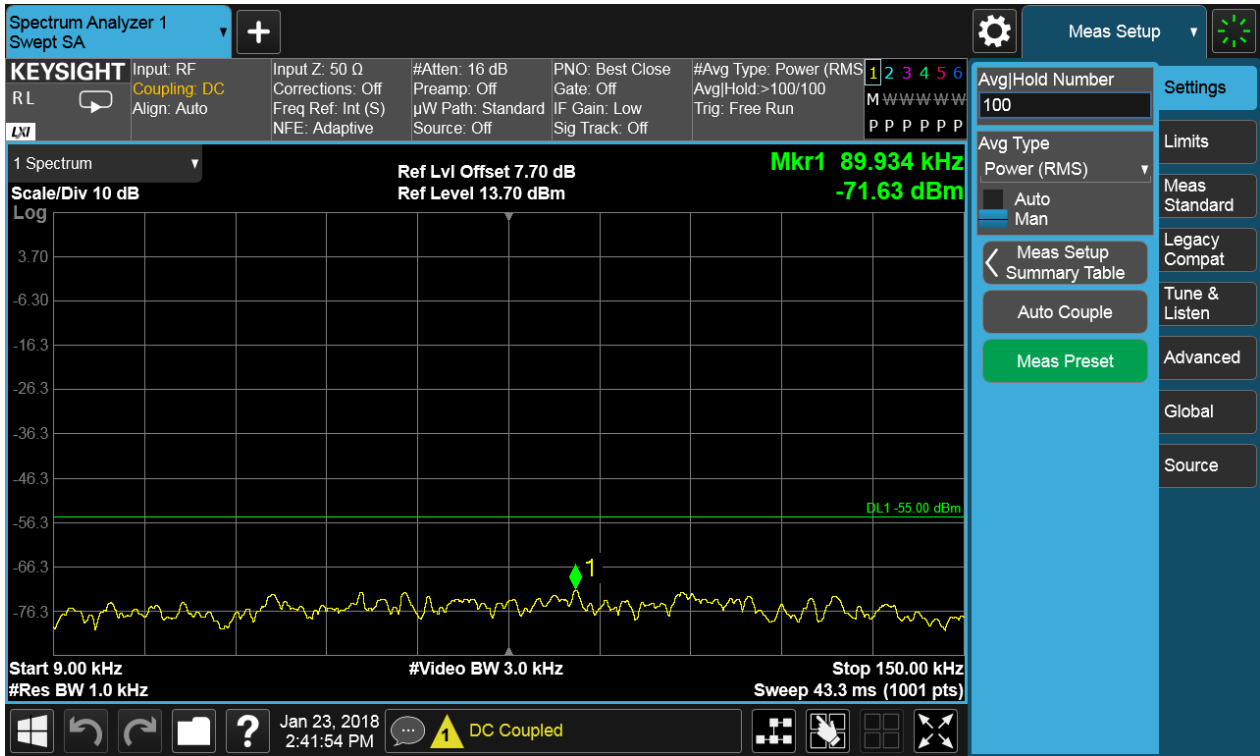 Spectrum Analyzer 1
Swept SA
+
Meas Setup
KEYSIGHT
RL
LXI
Input: RF
Coupling: DC
Align: Auto
Input Z: 50 Ω
Corrections: Off
Freq Ref: Int (S)
NFE: Adaptive
#Atten: 16 dB
Preamp: Off
µW Path: Standard
Source: Off
PNO: Best Close
Gate: Off
IF Gain: Low
Sig Track: Off
#Avg Type: Power (RMS
Avg|Hold:>100/100
Trig: Free Run
1 2 3 4 5 6
M W W W W W
P P P P P P
1 Spectrum
Scale/Div 10 dB
Log
Ref Lvl Offset 7.70 dB
Ref Level 13.70 dBm
Mkr1 89.934 kHz
-71.63 dBm
3.70
-6.30
-16.3
-26.3
-36.3
-46.3
DL1 -55.00 dBm
-56.3
-66.3
1
-76.3
Start 9.00 kHz
#Video BW 3.0 kHz
Stop 150.00 kHz
#Res BW 1.0 kHz
Sweep 43.3 ms (1001 pts)
Avg|Hold Number
100
Avg Type
Power (RMS)
Auto
Man
Meas Setup
Summary Table
Auto Couple
Meas Preset
Settings
Limits
Meas
Standard
Legacy
Compat
Tune &
Listen
Advanced
Global
Source
?
Jan 23, 2018
2:41:54 PM
1
DC Coupled